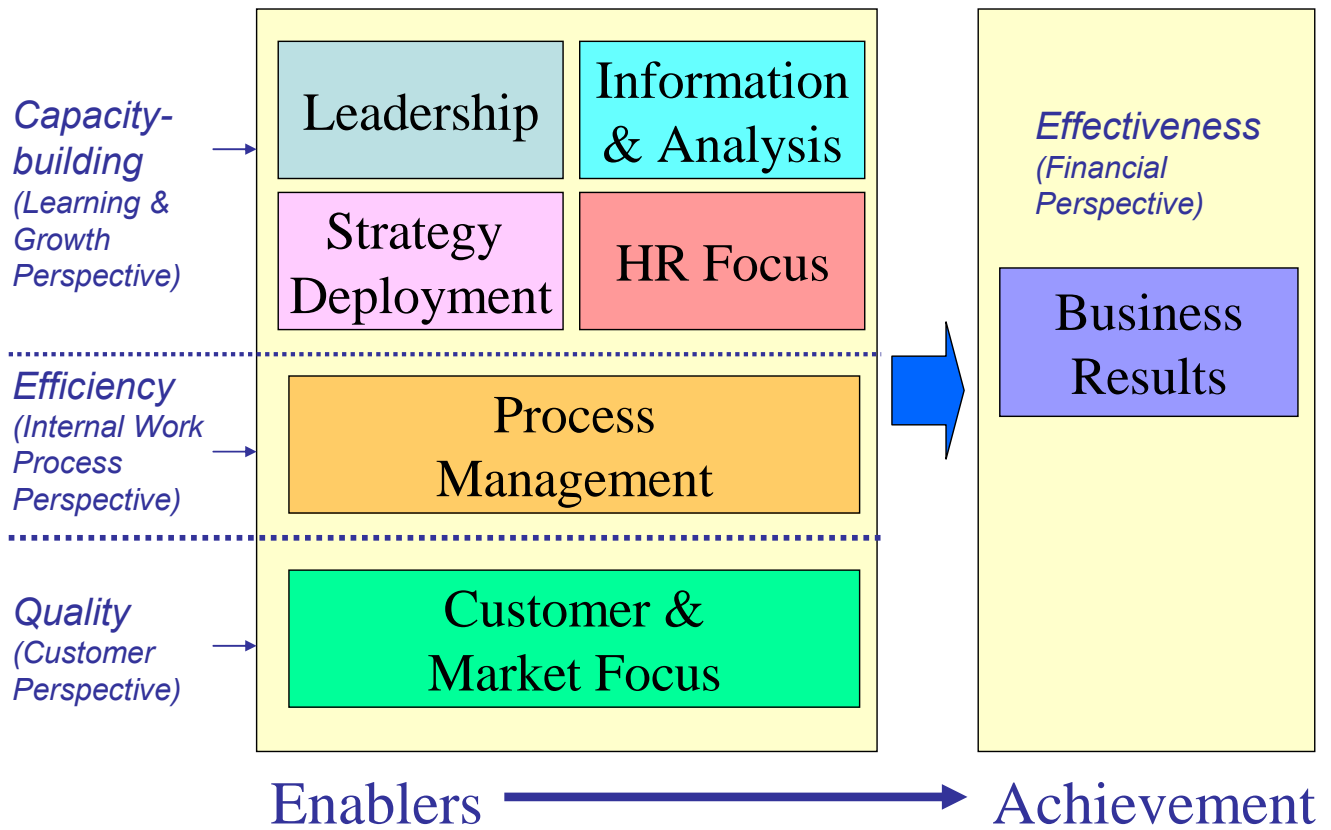 Capacity-
building
(Learning &
Growth
Perspective)
Leadership
Information
& Analysis
Strategy
Deployment
HR Focus
Efficiency
(Internal Work
Process
Perspective)
Process
Management
Quality
(Customer
Perspective)
Customer &
Market Focus
Effectiveness
(Financial
Perspective)
Business
Results
Enablers
Achievement